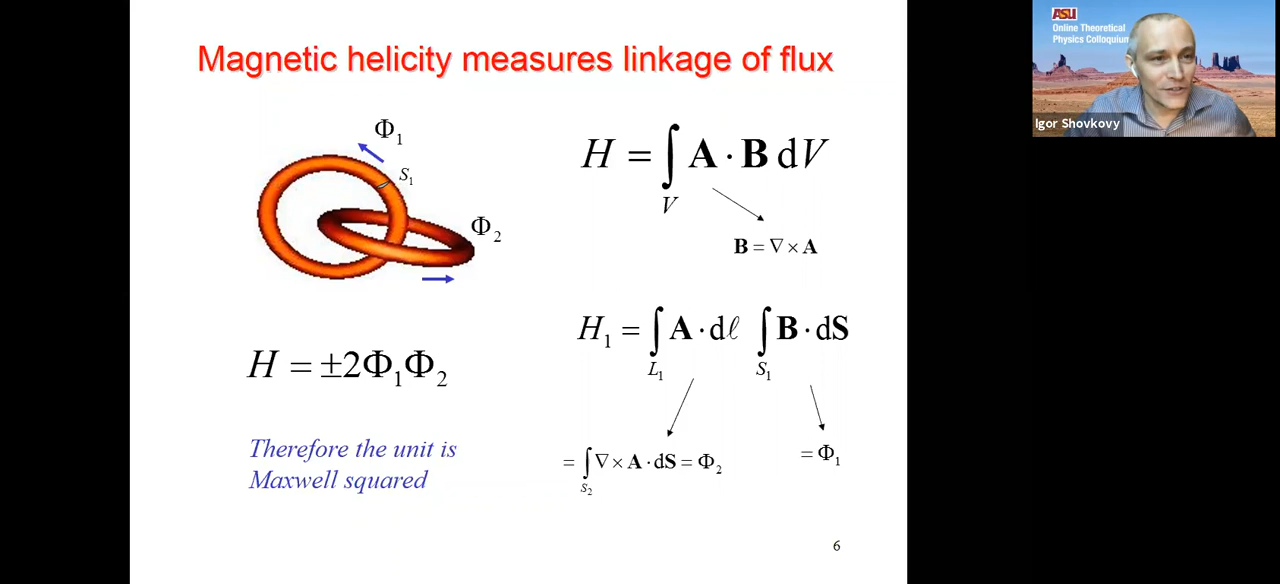 Magnetic helicity measures linkage of flux
Φ₁
S₁
Φ₂
H = ±2Φ₁Φ₂
Therefore the unit is
Maxwell squared
H = ∫_V A · B dV
B = ∇ × A
H₁ = ∫_{L₁} A · dℓ ∫_{S₁} B · dS
= ∫_{S₂} ∇ × A · dS = Φ₂
= Φ₁
6
ASU
Online Theoretical
Physics Colloquium
Igor Shovkovy